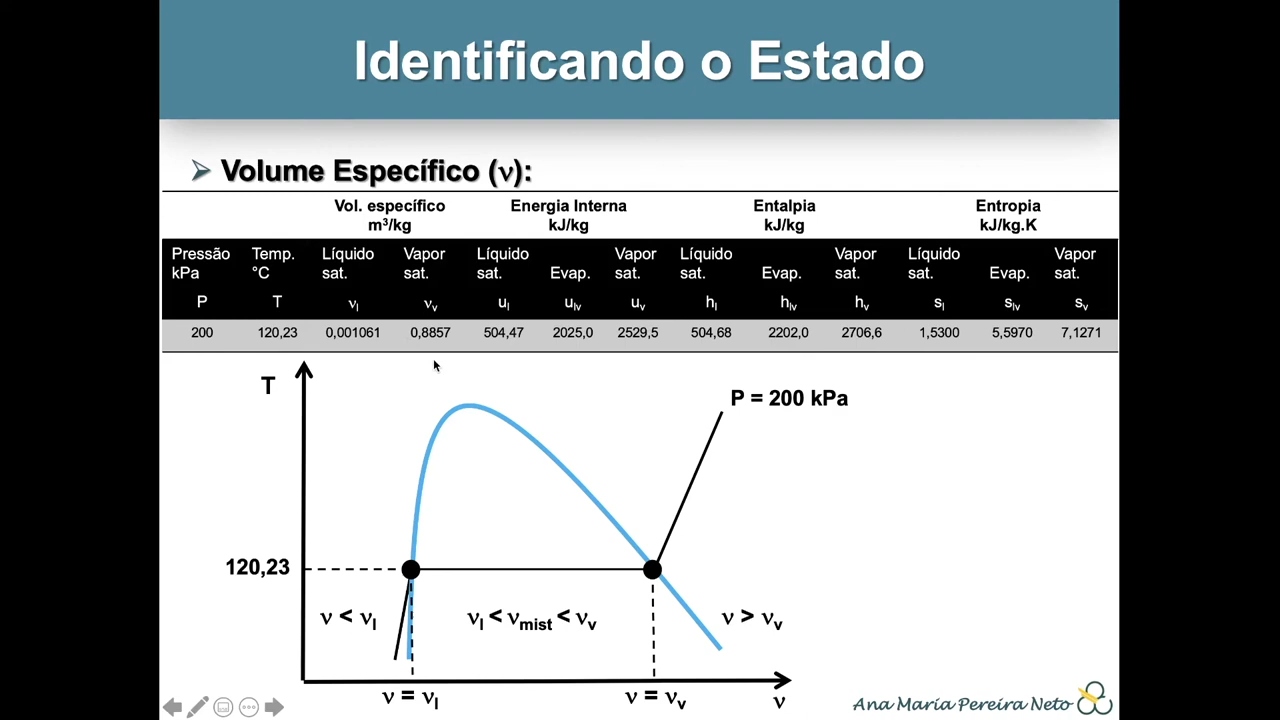 Identificando o Estado
Volume Específico (ν):
Vol. específico m³/kg
Energia Interna kJ/kg
Entalpia kJ/kg
Entropia kJ/kg.K
Pressão kPa
Temp. °C
Líquido sat.
Vapor sat.
Líquido sat.
Evap.
Vapor sat.
Líquido sat.
Evap.
Vapor sat.
Líquido sat.
Evap.
Vapor sat.
P T νl νv ul ulv uv hl hlv hv sl slv sv
200 120,23 0,001061 0,8857 504,47 2025,0 2529,5 504,68 2202,0 2706,6 1,5300 5,5970 7,1271
T
P = 200 kPa
120,23
ν < νl
νl < νmist < νv
ν > νv
ν = νl
ν = νv
ν
Ana Maria Pereira Neto